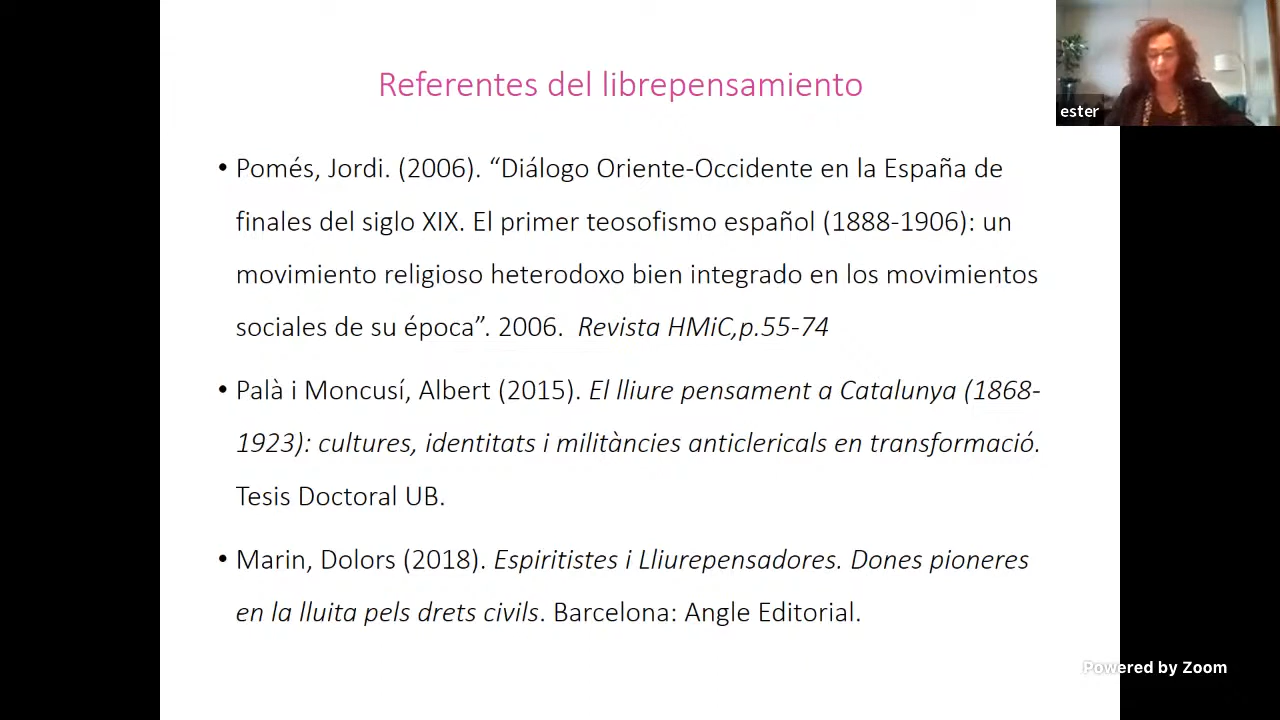 Referentes del librepensamiento
ester
• Pomés, Jordi. (2006). “Diálogo Oriente-Occidente en la España de
finales del siglo XIX. El primer teosofismo español (1888-1906): un
movimiento religioso heterodoxo bien integrado en los movimientos
sociales de su época”. 2006. Revista HMiC,p.55-74
• Palà i Moncusí, Albert (2015). El lliure pensament a Catalunya (1868-
1923): cultures, identitats i militàncies anticlericals en transformació.
Tesis Doctoral UB.
• Marin, Dolors (2018). Espiritistes i Lliurepensadores. Dones pioneres
en la lluita pels drets civils. Barcelona: Angle Editorial.
Powered by Zoom